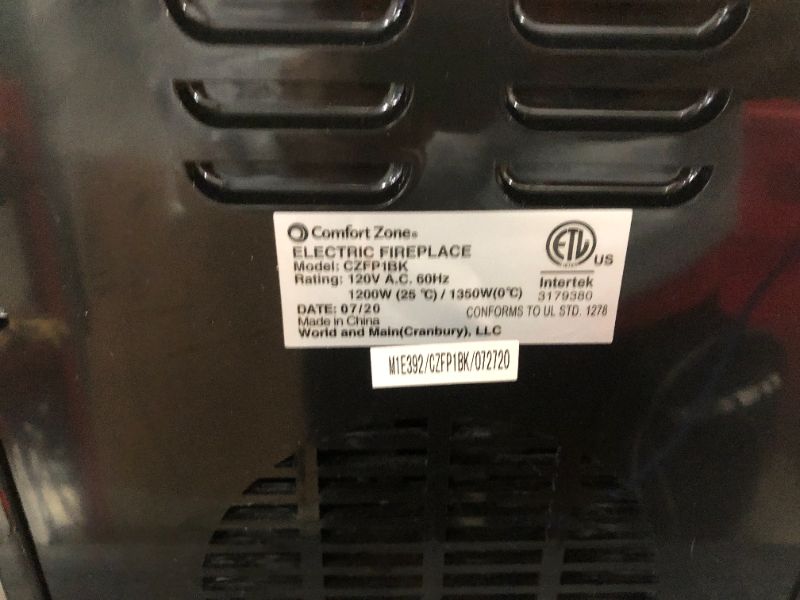 Comfort Zone®
ELECTRIC FIREPLACE
Model: CZFP1BK
Rating: 120V A.C. 60Hz
1200W (25 ℃) / 1350W(0℃)
DATE: 07/20
Made in China
World and Main(Cranbury), LLC
ETL US
Intertek
3179380
CONFORMS TO UL STD. 1278
M1E392/CZFP1BK/072720